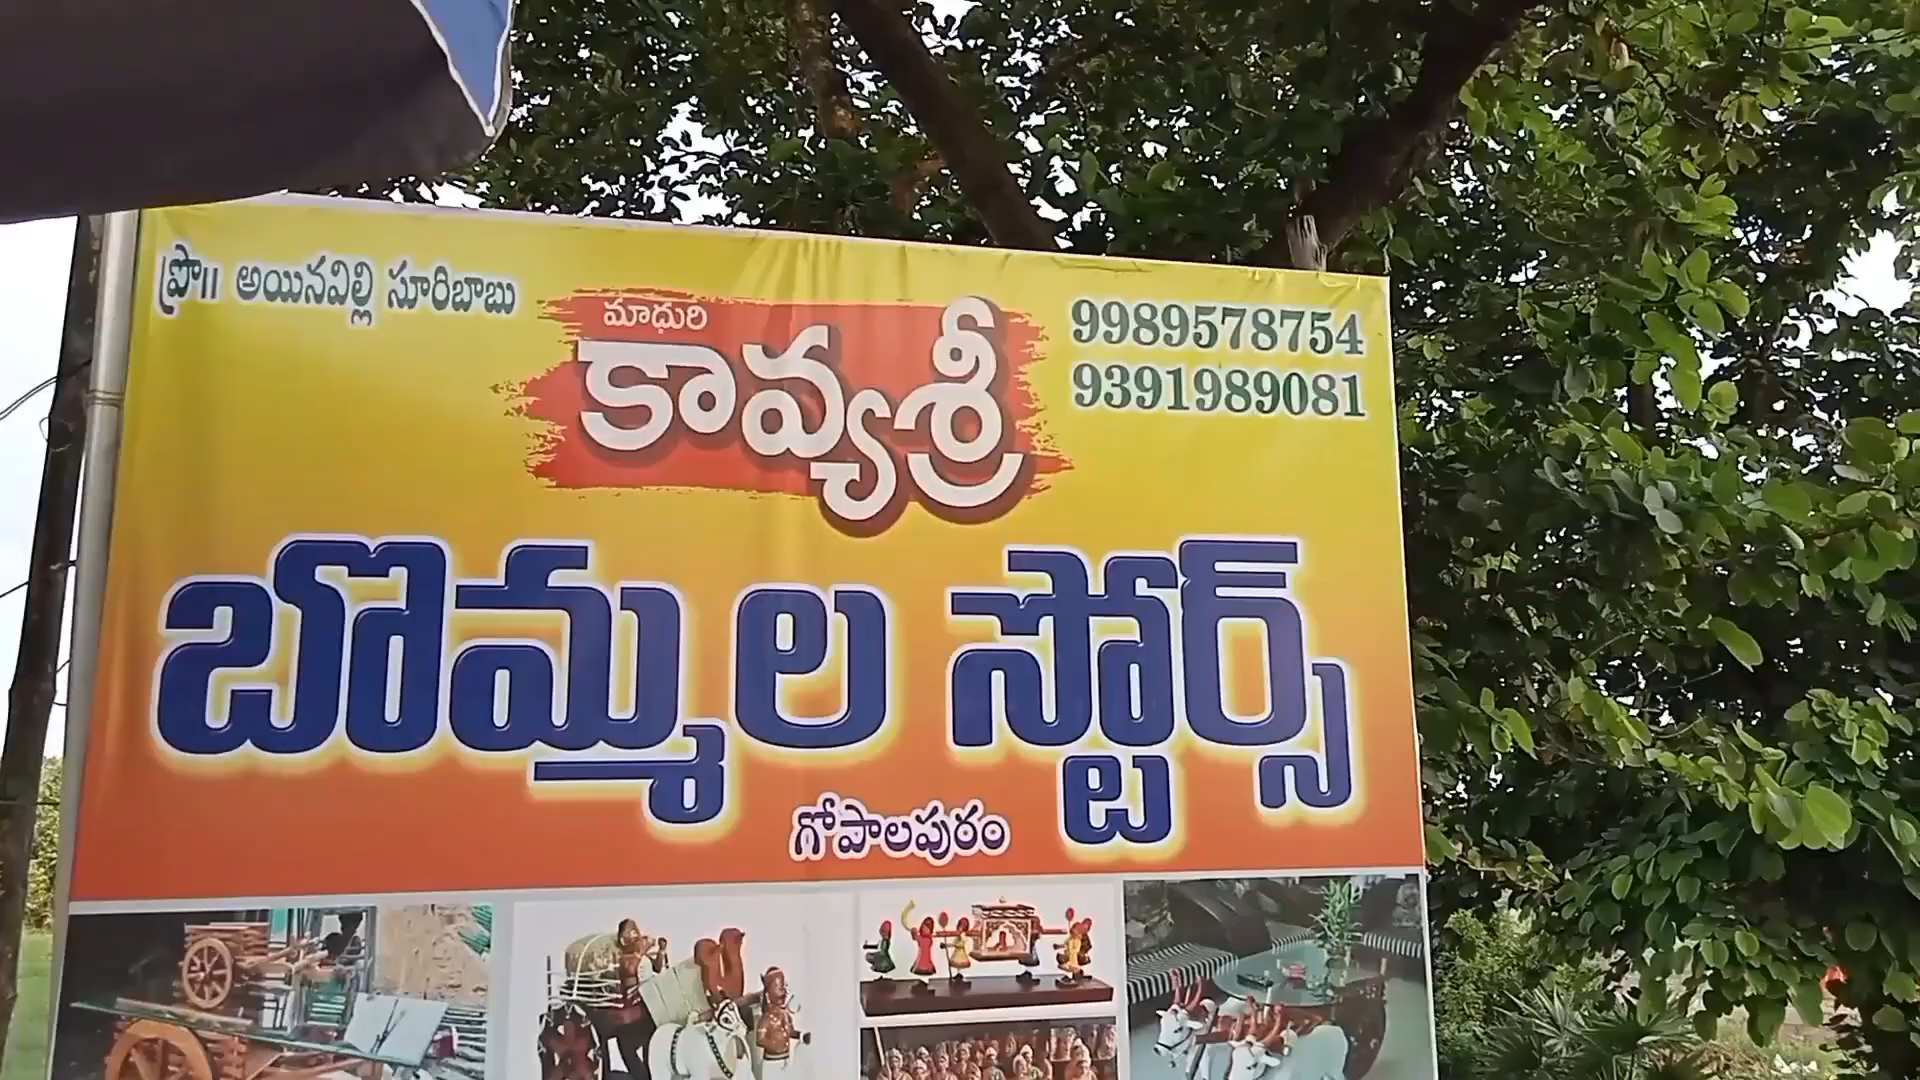 ప్రో॥ అయినవిల్లి సూరిబాబు
మాధురి
కావ్యశ్రీ
9989578754
9391989081
బొమ్మల స్టోర్స్
గోపాలపురం